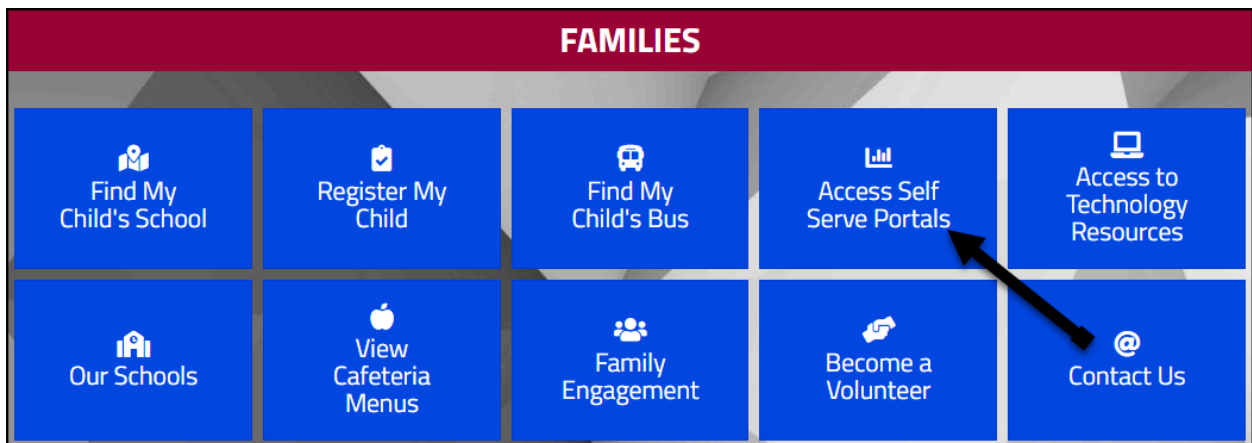 FAMILIES
Find My
Child's School
Register My
Child
Find My
Child's Bus
Access Self
Serve Portals
Access to
Technology
Resources
Our Schools
View
Cafeteria
Menus
Family
Engagement
Become a
Volunteer
@
Contact Us